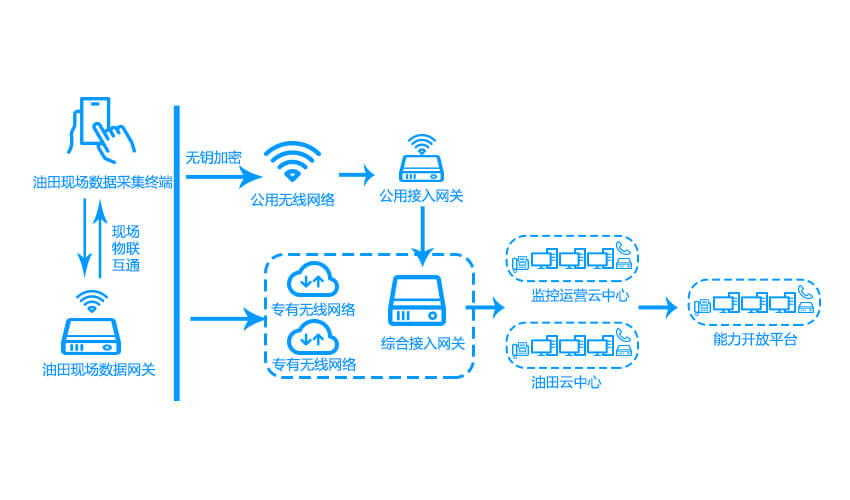 无钥加密
油田现场数据采集终端
公用无线网络
公用接入网关
现场
物联
互通
监控运营云中心
专有无线网络
综合接入网关
能力开放平台
专有无线网络
油田现场数据网关
油田云中心